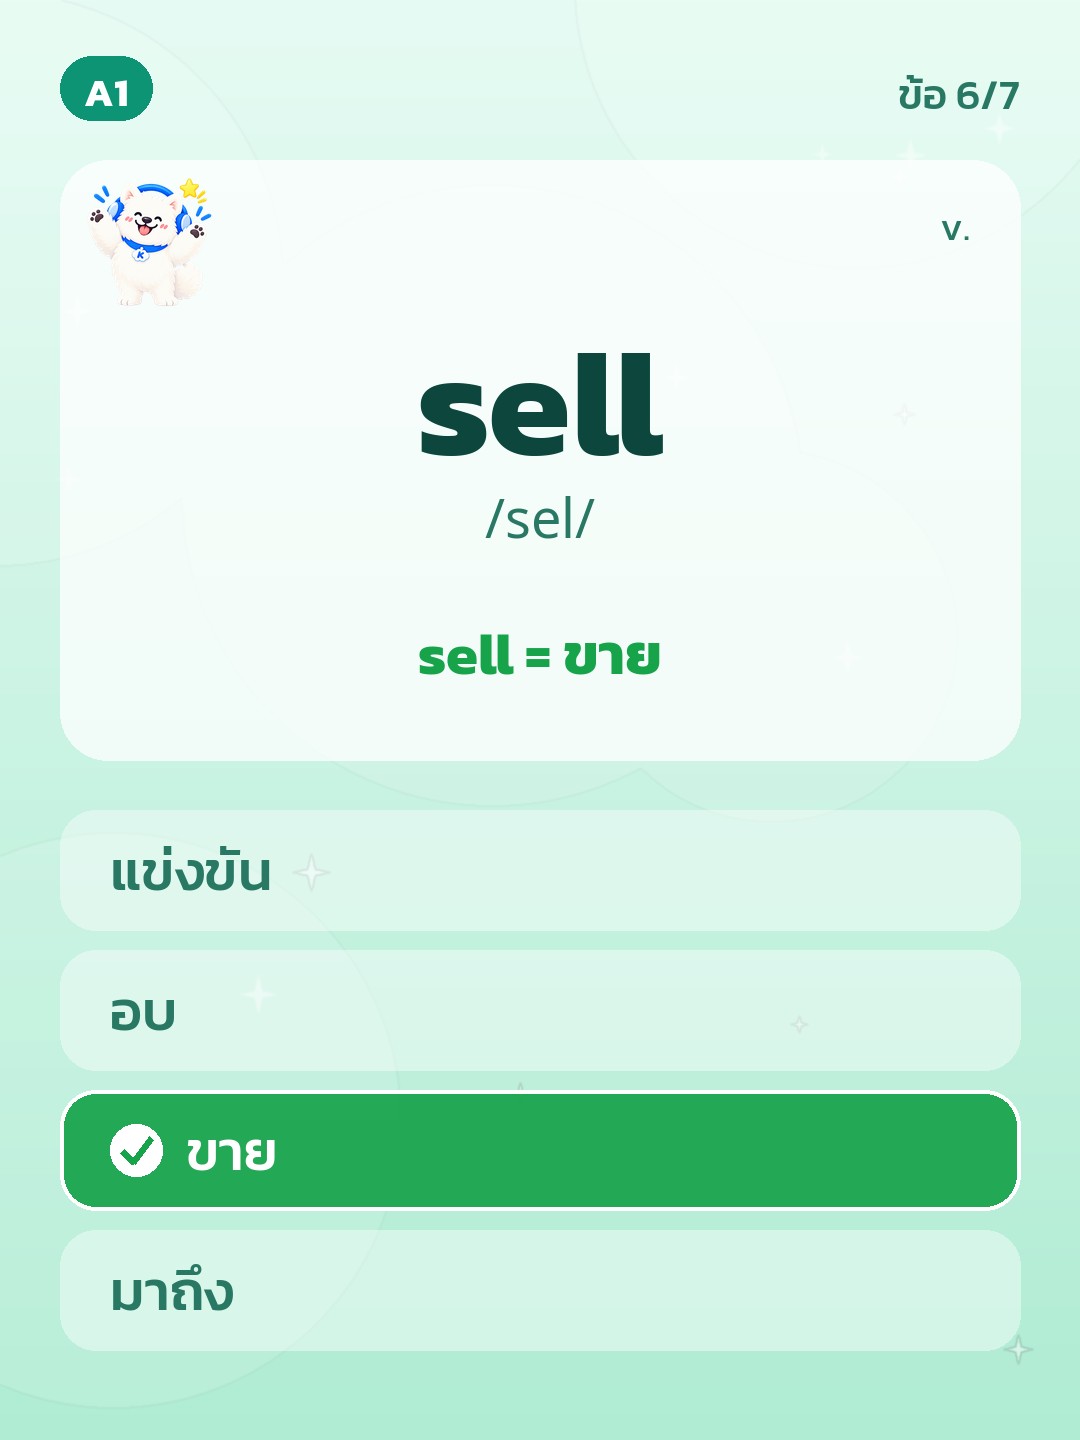 A1
ข้อ 6/7
v.
K
sell
/sel/
sell = ขาย
แข่งขัน
อบ
ขาย
มาถึง